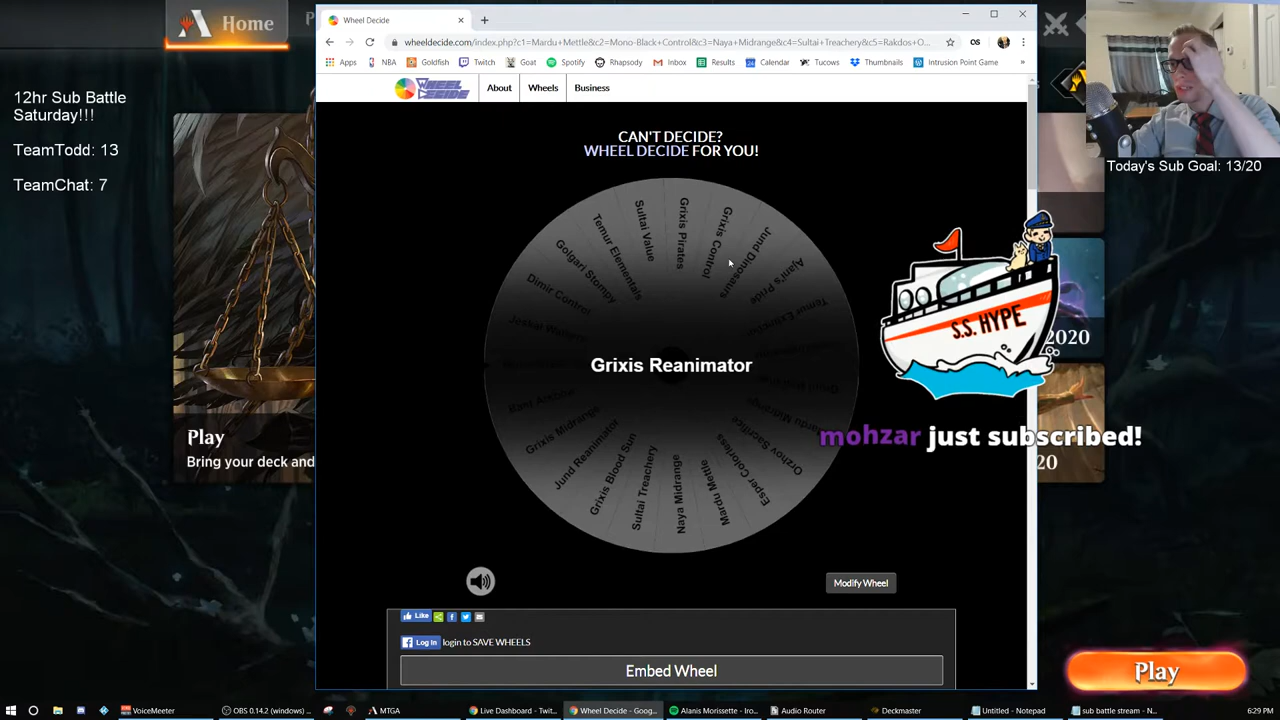 Home
12hr Sub Battle
Saturday!!!
TeamTodd: 13
TeamChat: 7
Play
Bring your deck and
Wheel Decide
wheeldecide.com/index.php?c1=Mardu+Mettle&c2=Mono-Black+Control&c3=Naya+Midrange&c4=Sultai+Treachery&c5=Rakdos+O...
Apps
NBA
Goldfish
Twitch
Goat
Spotify
Rhapsody
Inbox
Results
Calendar
Tucows
Thumbnails
Intrusion Point Game
WHEEL DECIDE
About
Wheels
Business
CAN'T DECIDE?
WHEEL DECIDE FOR YOU!
Dimir Control
Golgari Stompy
Temur Elementals
Sultai Value
Grixis Pirates
Grixis Control
Jund Dinosaurs
Ajani's Pride
Grixis Reanimator
Grixis Midrange
Jund Reanimator
Grixis Blood Sun
Sultai Treachery
Naya Midrange
Mardu Mettle
Esper Colorless
Orzhov Sacrifice
Modify Wheel
Like
Log In
login to SAVE WHEELS
Embed Wheel
Today's Sub Goal: 13/20
2020
S.S. HYPE
mohzar just subscribed!
20
Play
VoiceMeeter
OBS 0.14.2 (windows) ...
MTGA
Live Dashboard - Twit...
Wheel Decide - Goog...
Alanis Morissette - Iro...
Audio Router
Deckmaster
Untitled - Notepad
sub battle stream - N...
6:29 PM